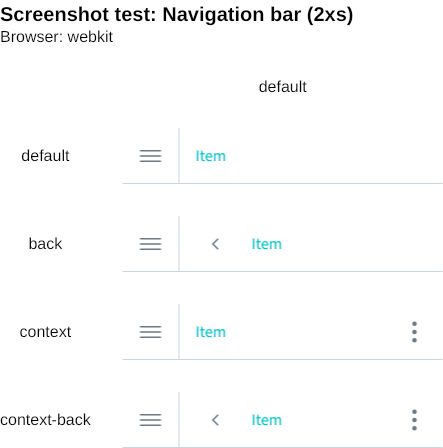 Screenshot test: Navigation bar (2xs)
Browser: webkit
default
default Item
back Item
context Item
context-back Item